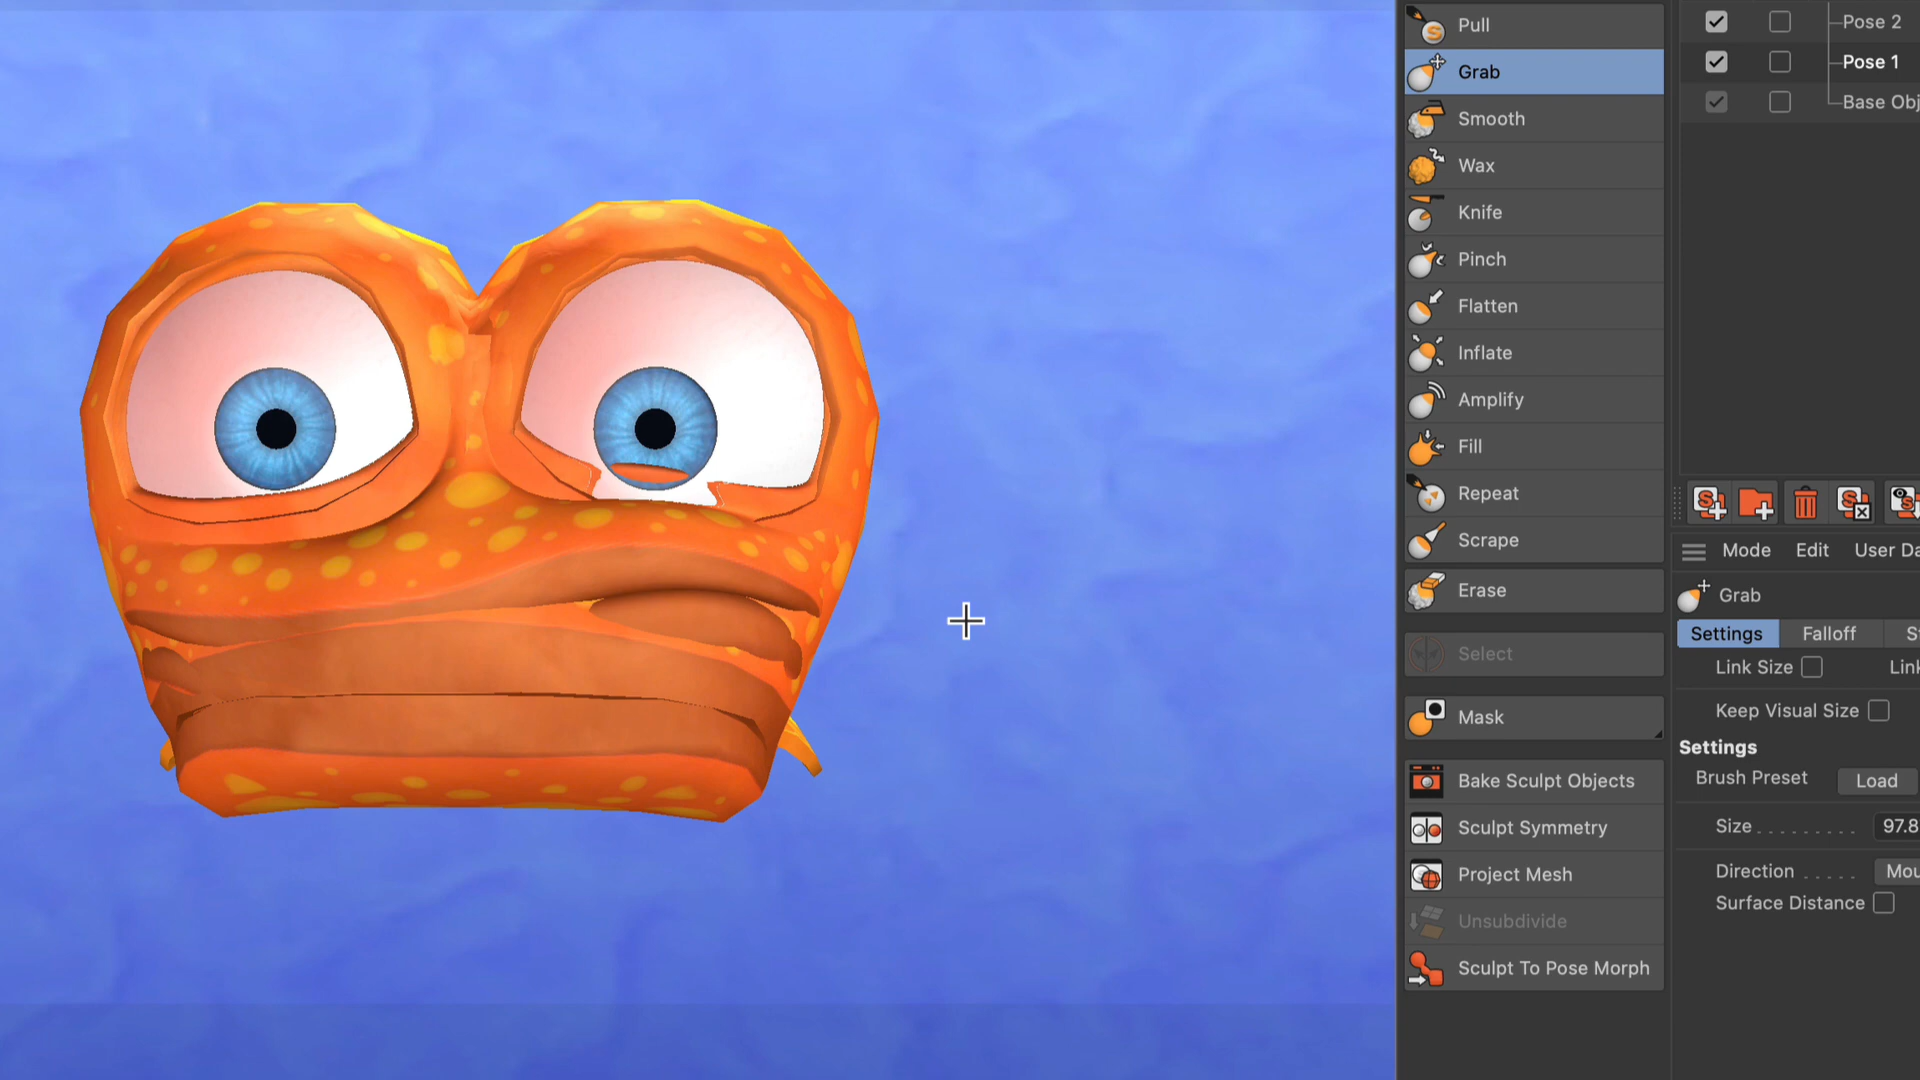 Pull
Grab
Smooth
Wax
Knife
Pinch
Flatten
Inflate
Amplify
Fill
Repeat
Scrape
Erase
Select
Mask
Bake Sculpt Objects
Sculpt Symmetry
Project Mesh
Unsubdivide
Sculpt To Pose Morph
Pose 2
Pose 1
Base Obj
Mode Edit User Da
Grab
Settings Falloff S
Link Size Link
Keep Visual Size
Settings
Brush Preset Load
Size 97.8
Direction Mou
Surface Distance